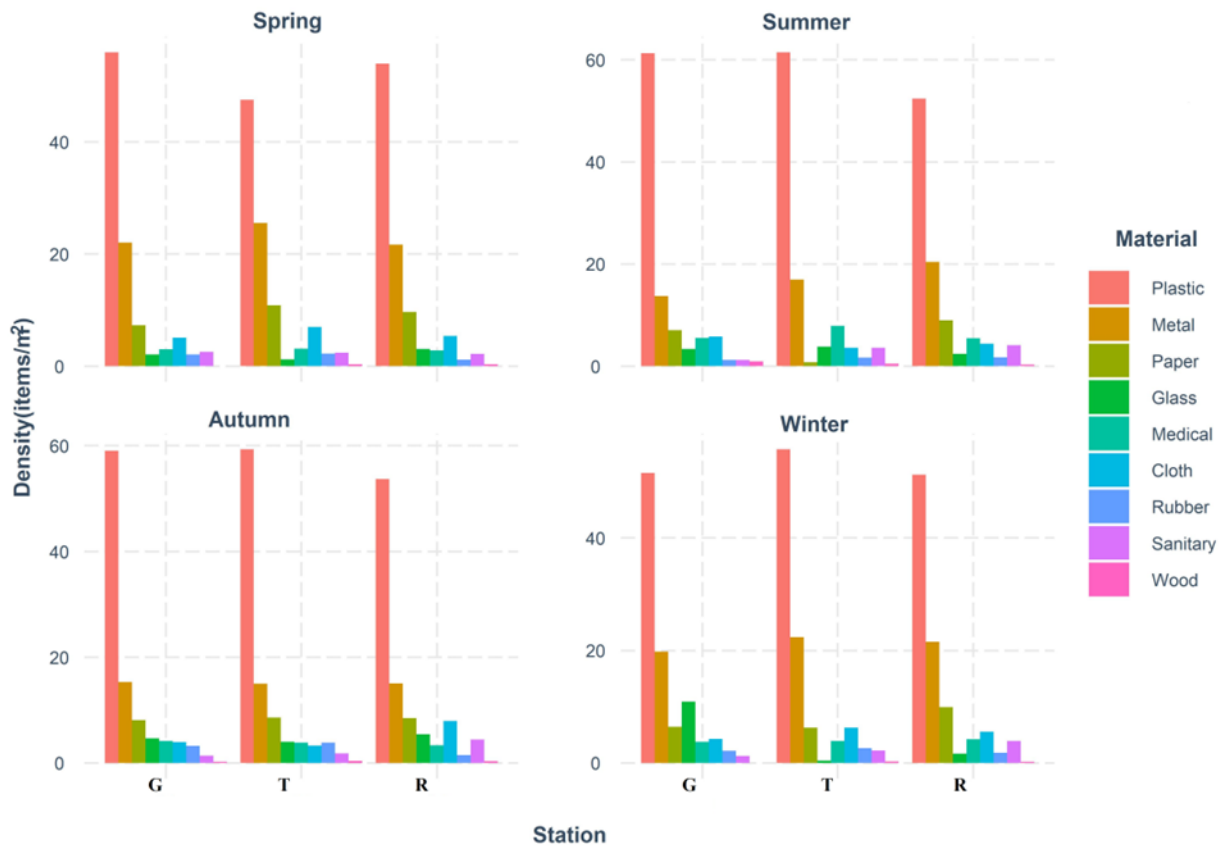 Spring
Summer
60
40
40
20
20
0
0
Autumn
Winter
60
40
40
20
20
0
0
G
T
R
G
T
R
Density(items/m²)
Station
Material
Plastic
Metal
Paper
Glass
Medical
Cloth
Rubber
Sanitary
Wood